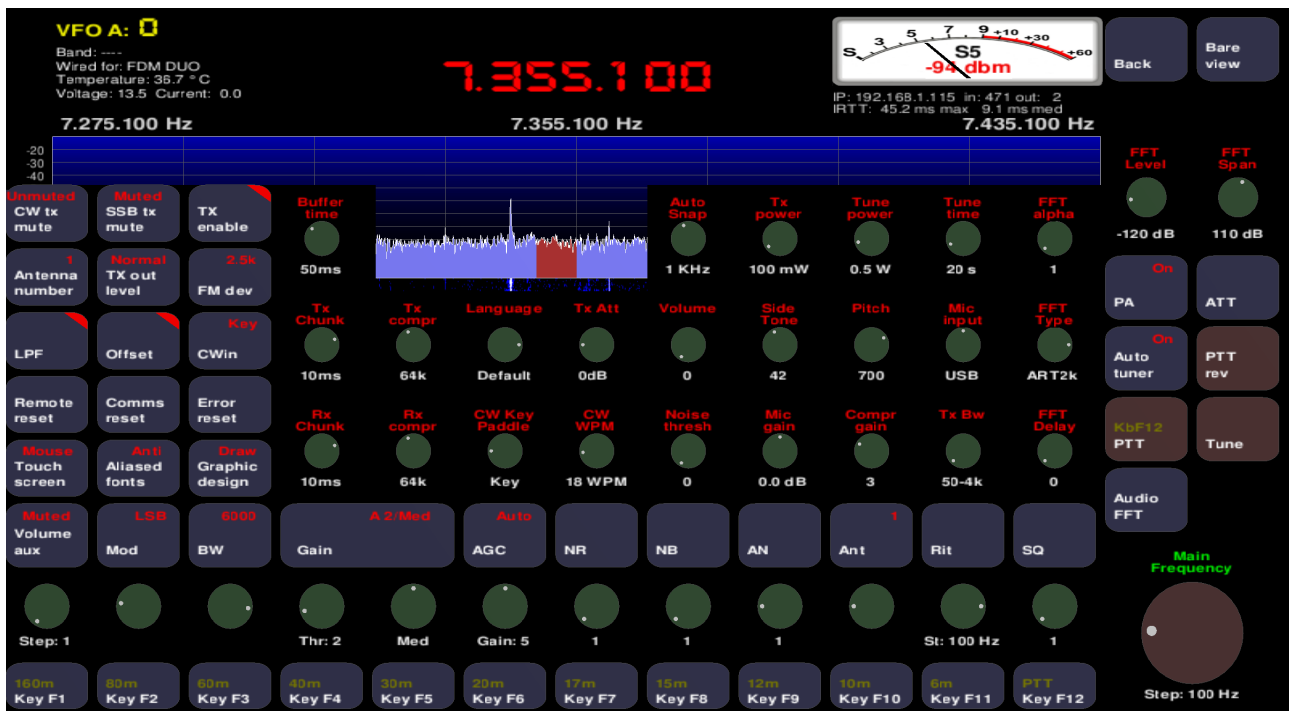 VFO A: 0
Band: ----
Wired for: FDM DUO
Temperature: 36.7 ° C
Voltage: 13.5 Current: 0.0
7.355.100
S 3 5 7 9 +10 +30 +60
S5
-94 dbm
IP: 192.168.1.115 in: 471 out: 2
IRTT: 45.2 ms max 9.1 ms med
Back
Bare
view
7.275.100 Hz
7.355.100 Hz
7.435.100 Hz
-20
-30
-40
FFT
Level
-120 dB
FFT
Span
110 dB
Unmuted
CW tx
mute
Muted
SSB tx
mute
TX
enable
Buffer
time
50ms
Auto
Snap
1 KHz
Tx
power
100 mW
Tune
power
0.5 W
Tune
time
20 s
FFT
alpha
1
1
Antenna
number
Normal
TX out
level
2.5k
FM dev
On
PA
ATT
LPF
Offset
Key
CWin
Tx
Chunk
10ms
Tx
compr
64k
Language
Default
Tx Att
0dB
Volume
0
Side
Tone
42
Pitch
700
Mic
input
USB
FFT
Type
ART2k
On
Auto
tuner
PTT
rev
Remote
reset
Comms
reset
Error
reset
Rx
Chunk
10ms
Rx
compr
64k
CW Key
Paddle
Key
CW
WPM
18 WPM
Noise
thresh
0
Mic
gain
0.0 dB
Compr
gain
3
Tx Bw
50-4k
FFT
Delay
0
KbF12
PTT
Tune
Mouse
Touch
screen
Anti
Aliased
fonts
Draw
Graphic
design
Audio
FFT
Muted
Volume
aux
LSB
Mod
6000
BW
A 2/Med
Gain
Auto
AGC
NR
NB
AN
1
Ant
Rit
SQ
Main
Frequency
Step: 100 Hz
Step: 1
Thr: 2
Med
Gain: 5
1
1
1
St: 100 Hz
1
160m
Key F1
80m
Key F2
60m
Key F3
40m
Key F4
30m
Key F5
20m
Key F6
17m
Key F7
15m
Key F8
12m
Key F9
10m
Key F10
6m
Key F11
PTT
Key F12